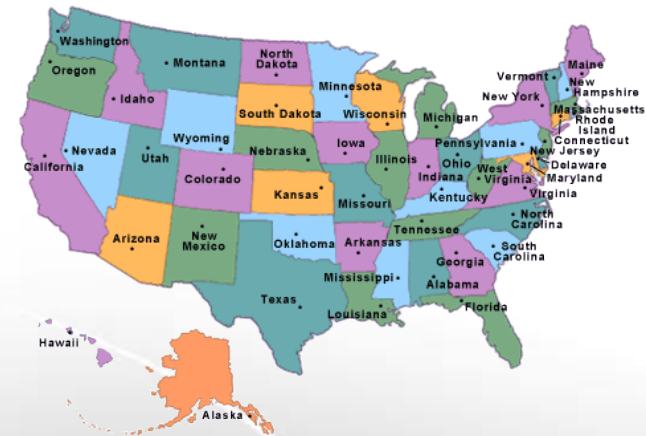 Washington
Oregon
Montana
Idaho
North
Dakota
Minnesota
South Dakota
Wisconsin
Michigan
Vermont
Maine
New
Hampshire
New York
Massachusetts
Rhode
Island
Connecticut
New Jersey
Delaware
Maryland
Pennsylvania
Wyoming
Nevada
California
Utah
Colorado
Nebraska
Iowa
Illinois
Indiana
Ohio
West
Virginia
Virginia
Kentucky
Kansas
Missouri
Tennessee
North
Carolina
South
Carolina
Arizona
New
Mexico
Oklahoma
Arkansas
Georgia
Mississippi
Alabama
Texas
Louisiana
Florida
Hawaii
Alaska